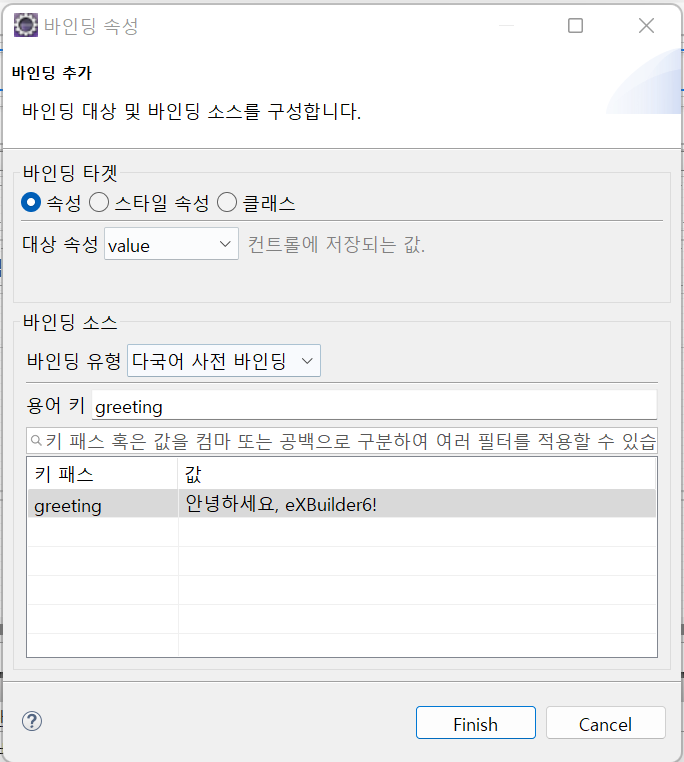 바인딩 속성
바인딩 추가
바인딩 대상 및 바인딩 소스를 구성합니다.
바인딩 타겟
속성 스타일 속성 클래스
대상 속성 value 컨트롤에 저장되는 값.
바인딩 소스
바인딩 유형 다국어 사전 바인딩
용어 키 greeting
키 패스 혹은 값을 컴마 또는 공백으로 구분하여 여러 필터를 적용할 수 있습
키 패스 값
greeting 안녕하세요, eXBuilder6!
? Finish Cancel